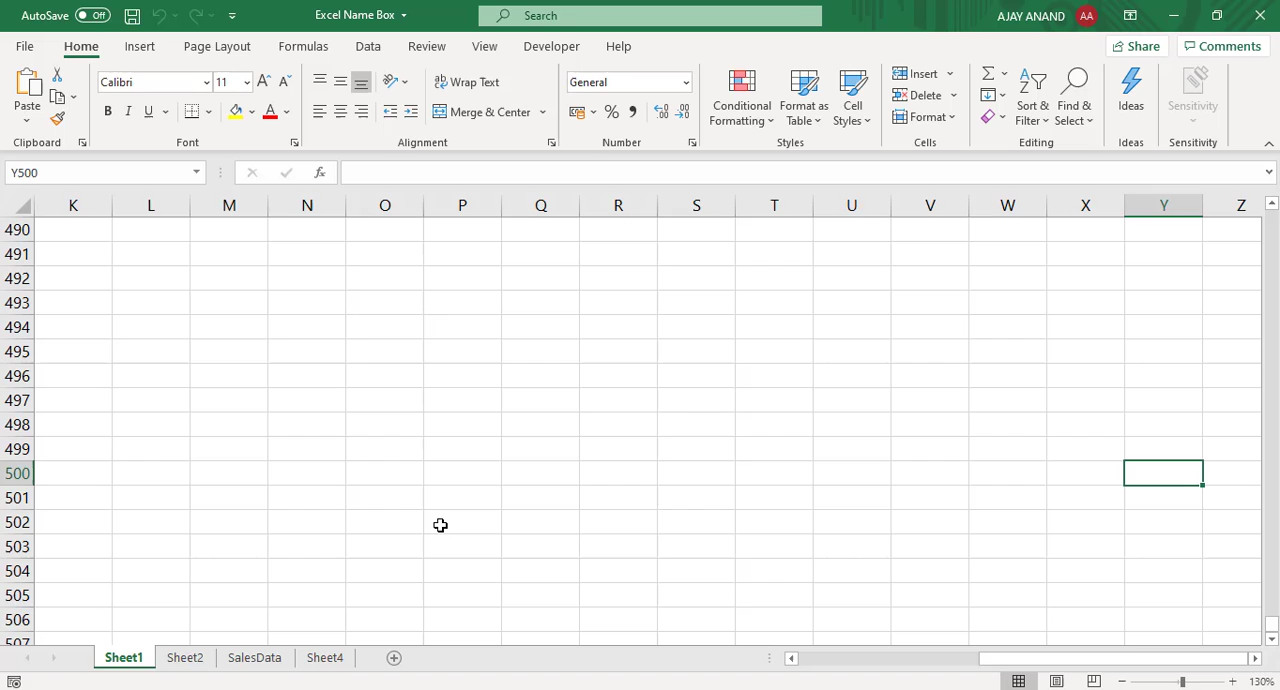 AutoSave Off Excel Name Box Search AJAY ANAND AA
File Home Insert Page Layout Formulas Data Review View Developer Help Share Comments
Calibri 11 Wrap Text General Insert
Paste Conditional Formatting Format as Table Cell Styles Delete Sort & Filter Find & Select Ideas Sensitivity
B I U Merge & Center % Format
Clipboard Font Alignment Number Styles Cells Editing Ideas Sensitivity
Y500 fx
K L M N O P Q R S T U V W X Y Z
490
491
492
493
494
495
496
497
498
499
500
501
502
503
504
505
506
507
Sheet1 Sheet2 SalesData Sheet4
130%